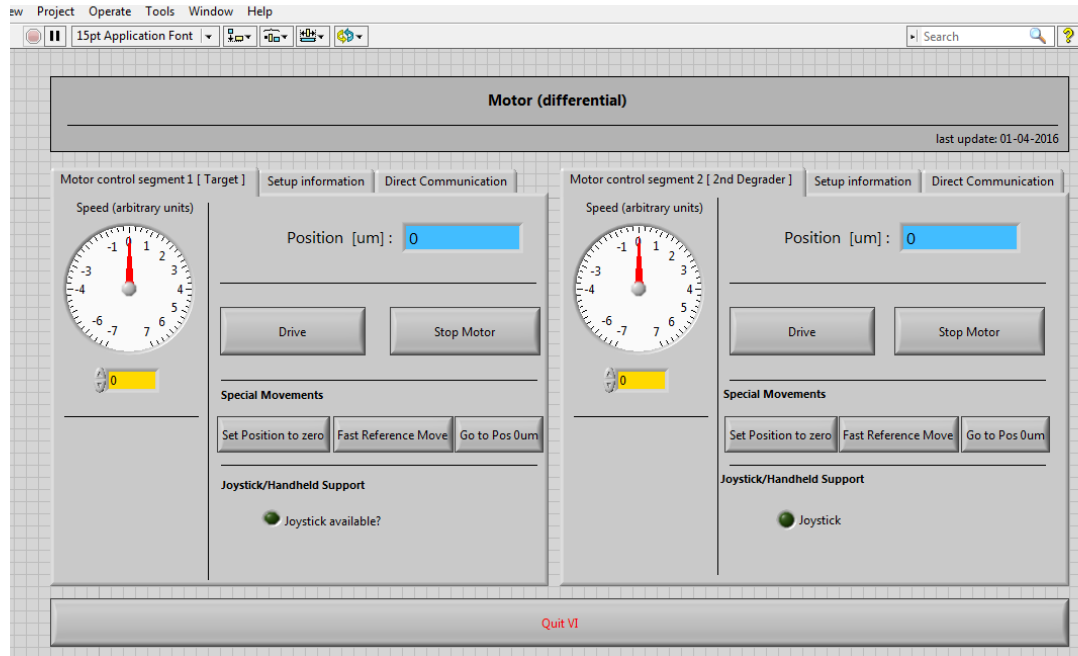 ew Project Operate Tools Window Help
15pt Application Font
Search
Motor (differential)
last update: 01-04-2016
Motor control segment 1 [ Target ] Setup information Direct Communication
Speed (arbitrary units)
-7 -6 -4 -3 -1 0 1 2 3 4 5 6 7
0
Position [um] : 0
Drive Stop Motor
Special Movements
Set Position to zero Fast Reference Move Go to Pos 0um
Joystick/Handheld Support
Joystick available?
Motor control segment 2 [ 2nd Degrader ] Setup information Direct Communication
Speed (arbitrary units)
-7 -6 -4 -3 -1 0 1 2 3 4 5 6 7
0
Position [um] : 0
Drive Stop Motor
Special Movements
Set Position to zero Fast Reference Move Go to Pos 0um
Joystick/Handheld Support
Joystick
Quit VI